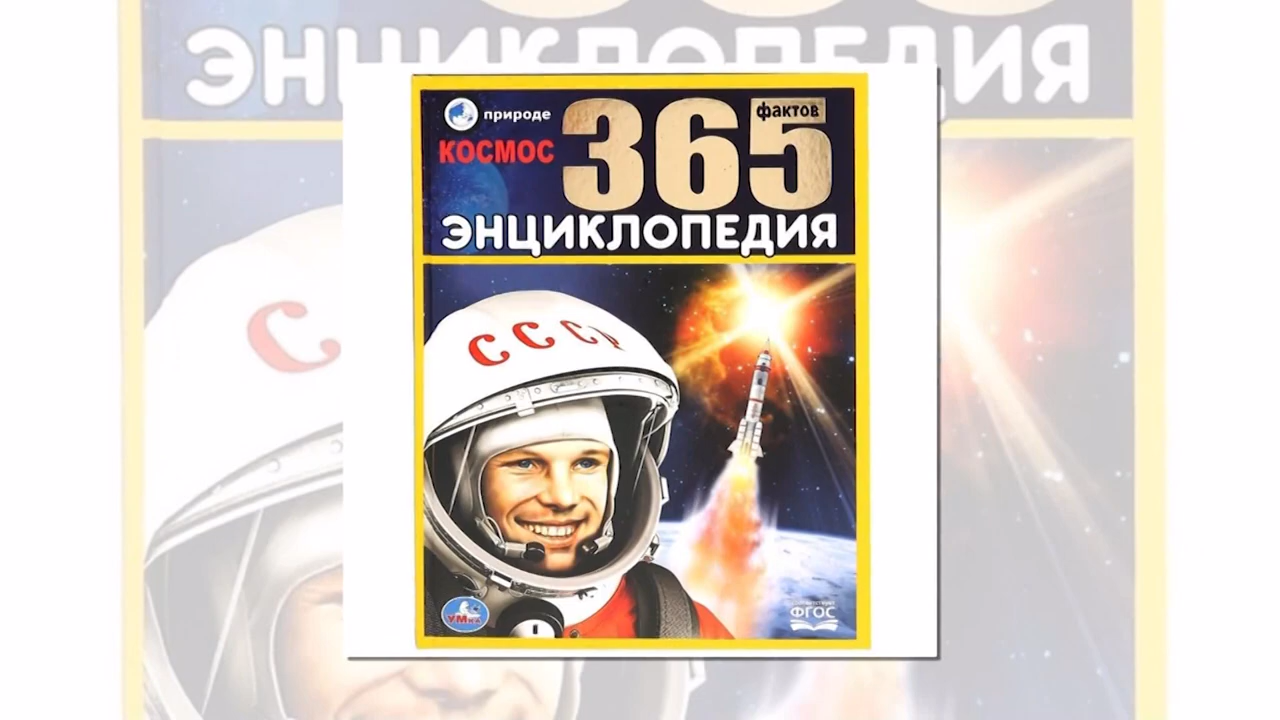 ЭНЦИКЛОПЕДИЯ
природе
КОСМОС
365
фактов
ЭНЦИКЛОПЕДИЯ
СССР
УМка
ФГОС
С